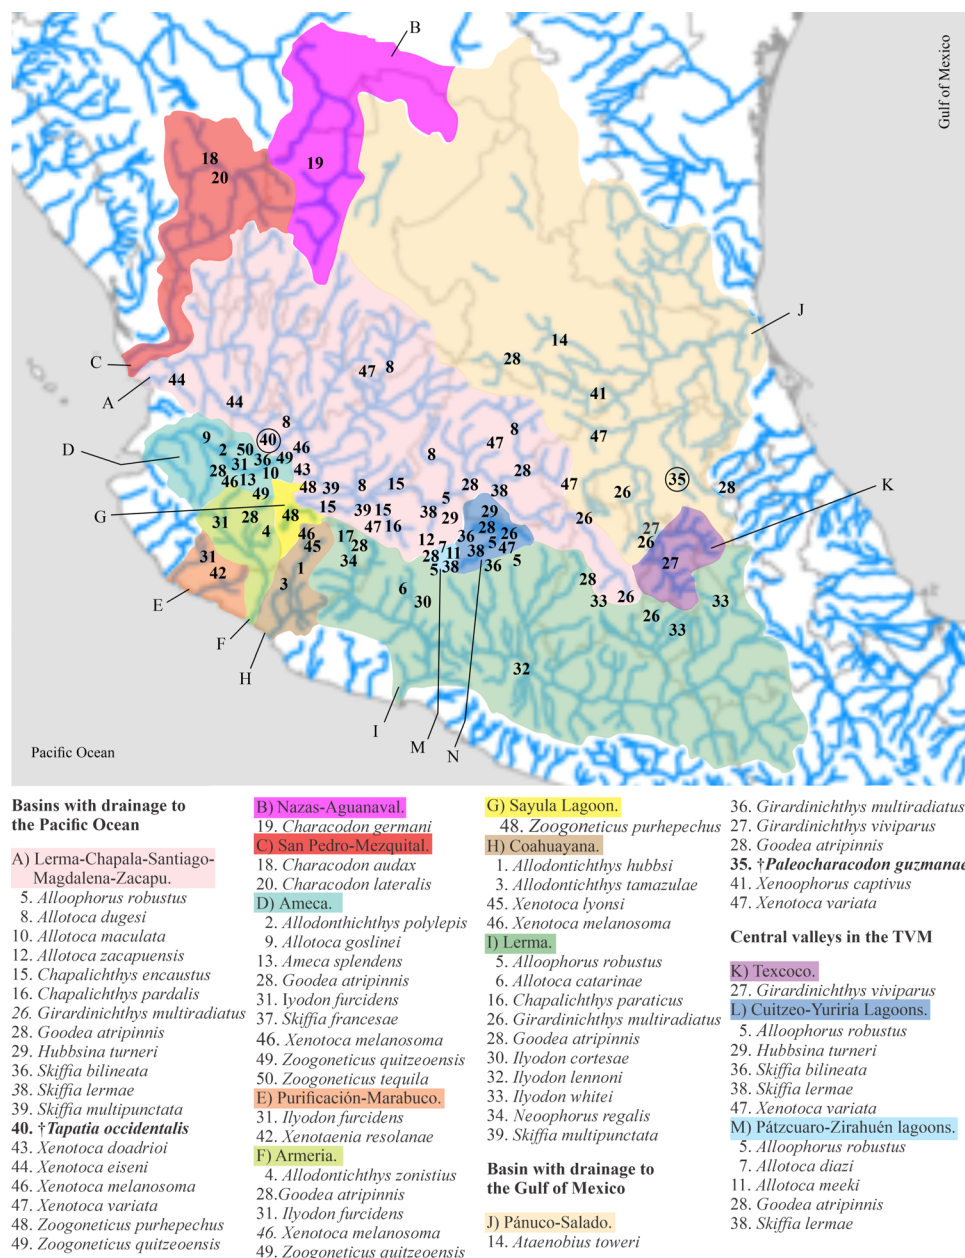 B
Gulf of Mexico
18
20
19
J
14
28
C
A
44
47
8
41
44
8
8
47
47
D
9
40
2
50
36
49
46
8
28
31
43
28
46
13
10
38
47
26
35
28
49
48
39
8
15
5
K
G
31
28
4
48
15
39
15
38
29
29
26
46
47
16
28
26
27
26
45
17
28
12
36
5
47
31
34
7
11
38
27
42
1
28
5
38
36
5
E
3
6
30
28
33
26
33
26
33
F
H
32
I
M
N
Pacific Ocean
Basins with drainage to
the Pacific Ocean
A) Lerma-Chapala-Santiago-
Magdalena-Zacapu.
5. Alloophorus robustus
8. Allotoca dugesi
10. Allotoca maculata
12. Allotoca zacapuensis
15. Chapalichthys encaustus
16. Chapalichthys pardalis
26. Girardinichthys multiradiatus
28. Goodea atripinnis
29. Hubbsina turneri
36. Skiffia bilineata
38. Skiffia lermae
39. Skiffia multipunctata
40. †Tapatia occidentalis
43. Xenotoca doadrioi
44. Xenotoca eiseni
46. Xenotoca melanosoma
47. Xenotoca variata
48. Zoogoneticus purhepechus
49. Zoogoneticus quitzeoensis
B) Nazas-Aguanaval.
19. Characodon germani
C) San Pedro-Mezquital.
18. Characodon audax
20. Characodon lateralis
D) Ameca.
2. Allodonthichthys polylepis
9. Allotoca goslinei
13. Ameca splendens
28. Goodea atripinnis
31. Iyodon furcidens
37. Skiffia francesae
46. Xenotoca melanosoma
49. Zoogoneticus quitzeoensis
50. Zoogoneticus tequila
E) Purificación-Marabuco.
31. Ilyodon furcidens
42. Xenotaenia resolanae
F) Armeria.
4. Allodontichthys zonistius
28.Goodea atripinnis
31. Ilyodon furcidens
46. Xenotoca melanosoma
49. Zoogoneticus quitzeoensis
G) Sayula Lagoon.
48. Zoogoneticus purhepechus
H) Coahuayana.
1. Allodontichthys hubbsi
3. Allodontichthys tamazulae
45. Xenotoca lyonsi
46. Xenotoca melanosoma
I) Lerma.
5. Alloophorus robustus
6. Allotoca catarinae
16. Chapalichthys paraticus
26. Girardinichthys multiradiatus
28. Goodea atripinnis
30. Ilyodon cortesae
32. Ilyodon lennoni
33. Ilyodon whitei
34. Neoophorus regalis
39. Skiffia multipunctata
Basin with drainage to
the Gulf of Mexico
J) Pánuco-Salado.
14. Ataenobius toweri
36. Girardinichthys multiradiatus
27. Girardinichthys viviparus
28. Goodea atripinnis
35. †Paleocharacodon guzmanae
41. Xenoophorus captivus
47. Xenotoca variata
Central valleys in the TVM
K) Texcoco.
27. Girardinichthys viviparus
L) Cuitzeo-Yuriria Lagoons.
5. Alloophorus robustus
29. Hubbsina turneri
36. Skiffia bilineata
38. Skiffia lermae
47. Xenotoca variata
M) Pátzcuaro-Zirahuén lagoons.
5. Alloophorus robustus
7. Allotoca diazi
11. Allotoca meeki
28. Goodea atripinnis
38. Skiffia lermae